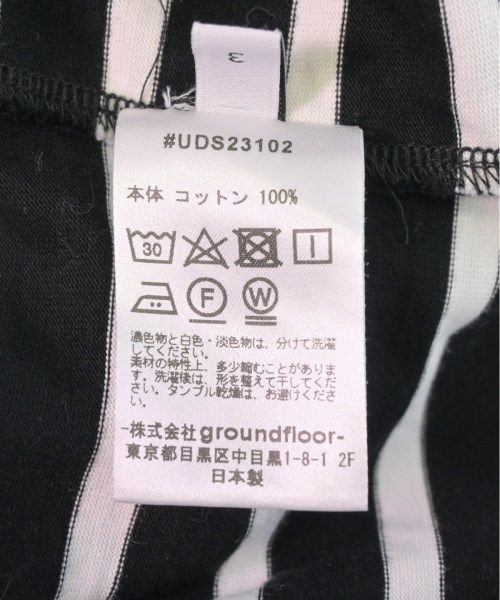 3
#UDS23102
本体 コットン 100%
30
F
W
濃色物と白色・淡色物は、分けて洗濯
してください。
素材の特性上、多少縮むことがありま
す。洗濯後は、形を整えて干してくださ
い。タンブル乾燥は、お避けください。
-株式会社groundfloor-
東京都目黒区中目黒1-8-1 2F
日本製